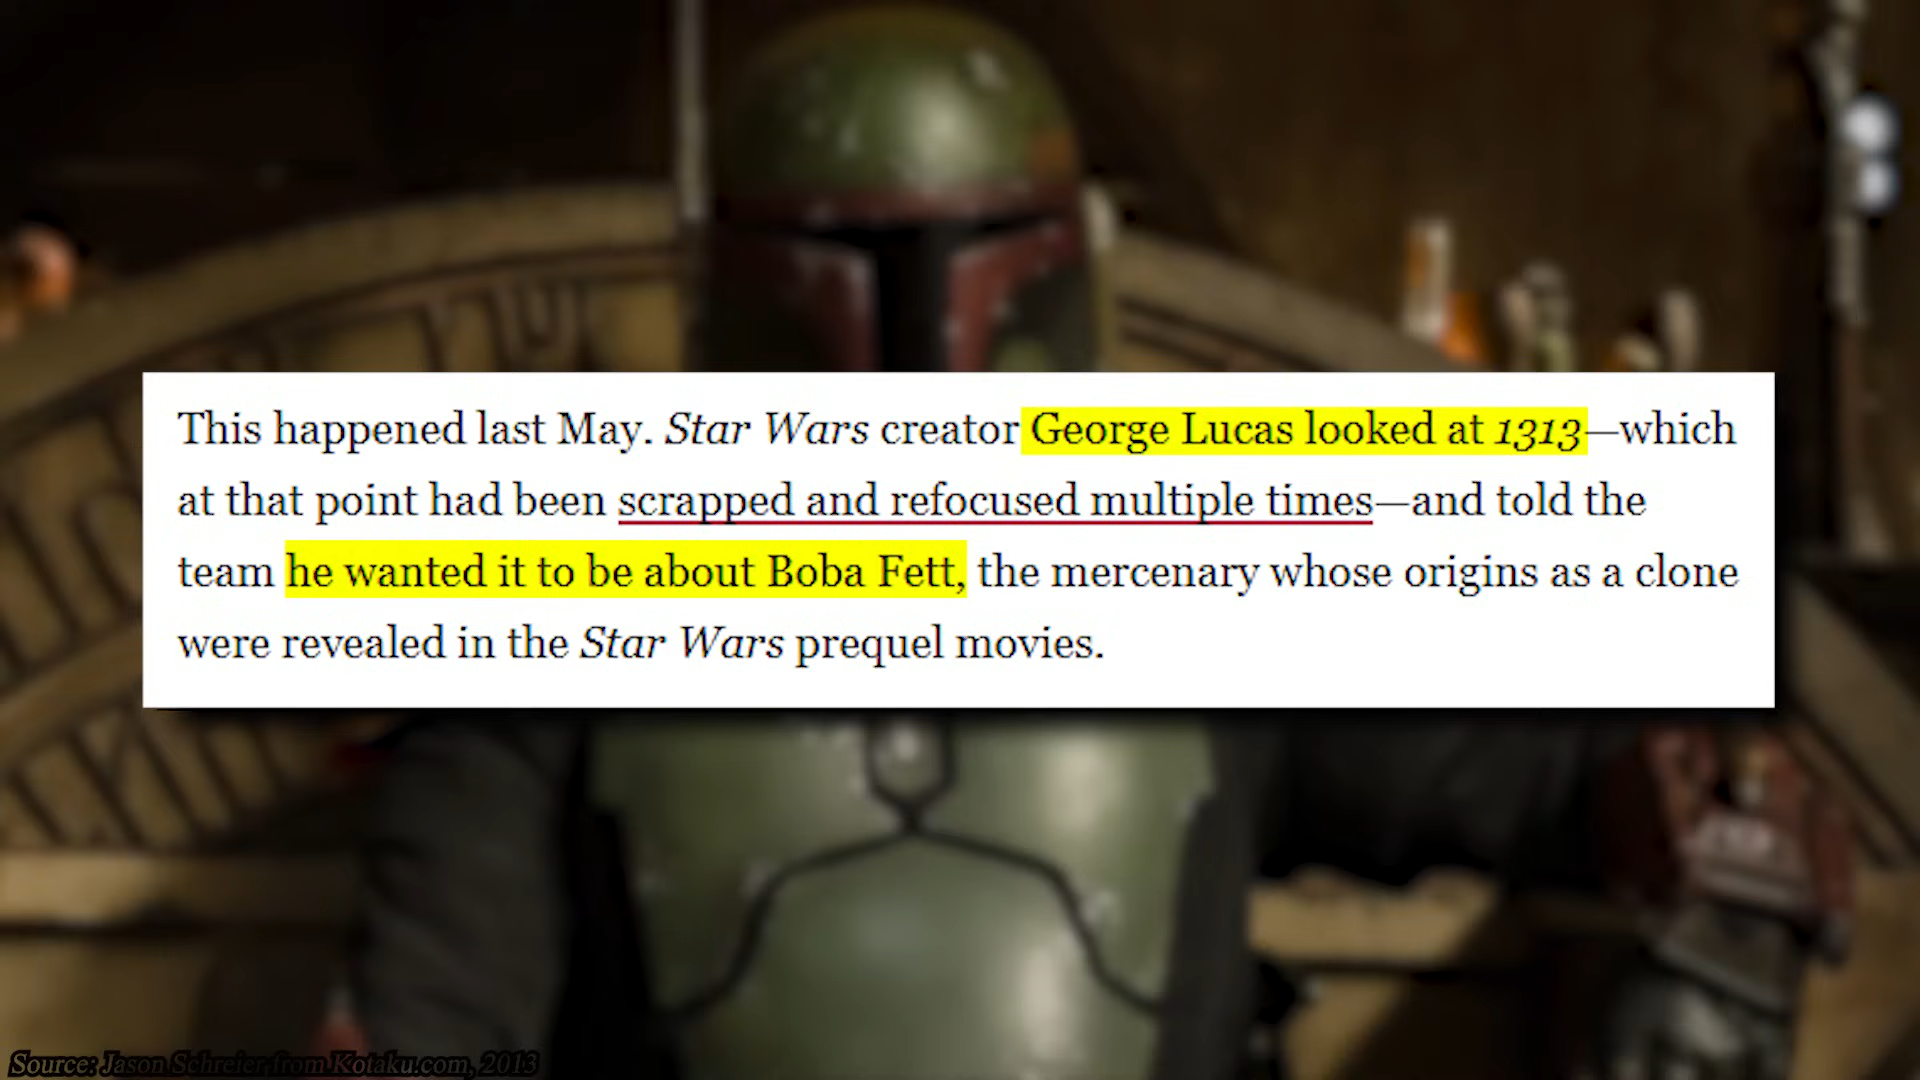 This happened last May. Star Wars creator George Lucas looked at 1313—which
at that point had been scrapped and refocused multiple times—and told the
team he wanted it to be about Boba Fett, the mercenary whose origins as a clone
were revealed in the Star Wars prequel movies.
Source: Jason Schreier from Kotaku.com, 2013